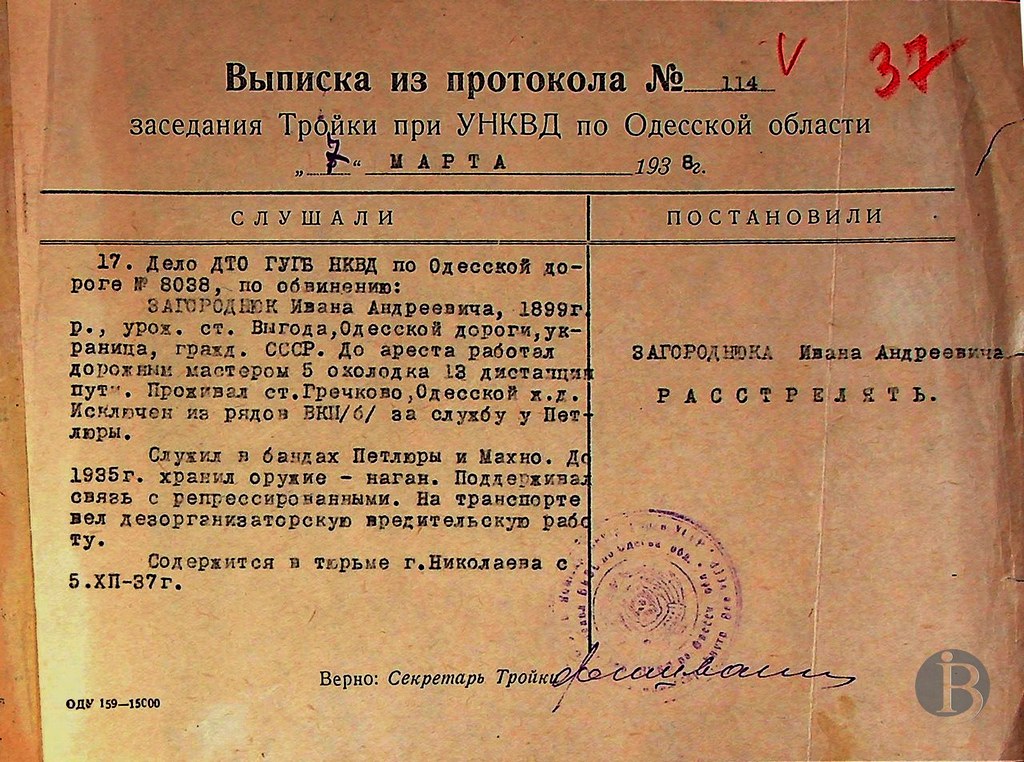 37
Выписка из протокола № 114
заседания Тройки при УНКВД по Одесской области
„ 7 “ МАРТА 1938г.
СЛУШАЛИ
17. Дело ДТО ГУГБ НКВД по Одесской до-
роге № 8038, по обвинению:
ЗАГОРОДНЮК Ивана Андреевича, 1899г.
р., урож. ст. Выгода,Одесской дороги,ук-
раинца, гражд. СССР. До ареста работал
дорожным мастером 5 околодка 13 дистанции
пути. Проживал ст.Гречково,Одесской ж.д.
Исключен из рядов ВКП/б/ за службу у Пет-
люры.
Служил в бандах Петлюры и Махно. До
1935г. хранил оружие - наган. Поддерживал
связь с репрессированными. На транспорте
вел дезорганизаторскую вредительскую рабо
ту.
Содержится в тюрьме г.Николаева с
5.ХП-37г.
ПОСТАНОВИЛИ
ЗАГОРОДНЮКА Ивана Андреевича
РАССТРЕЛЯТЬ.
Верно: Секретарь Тройки
ОДУ 159—15000